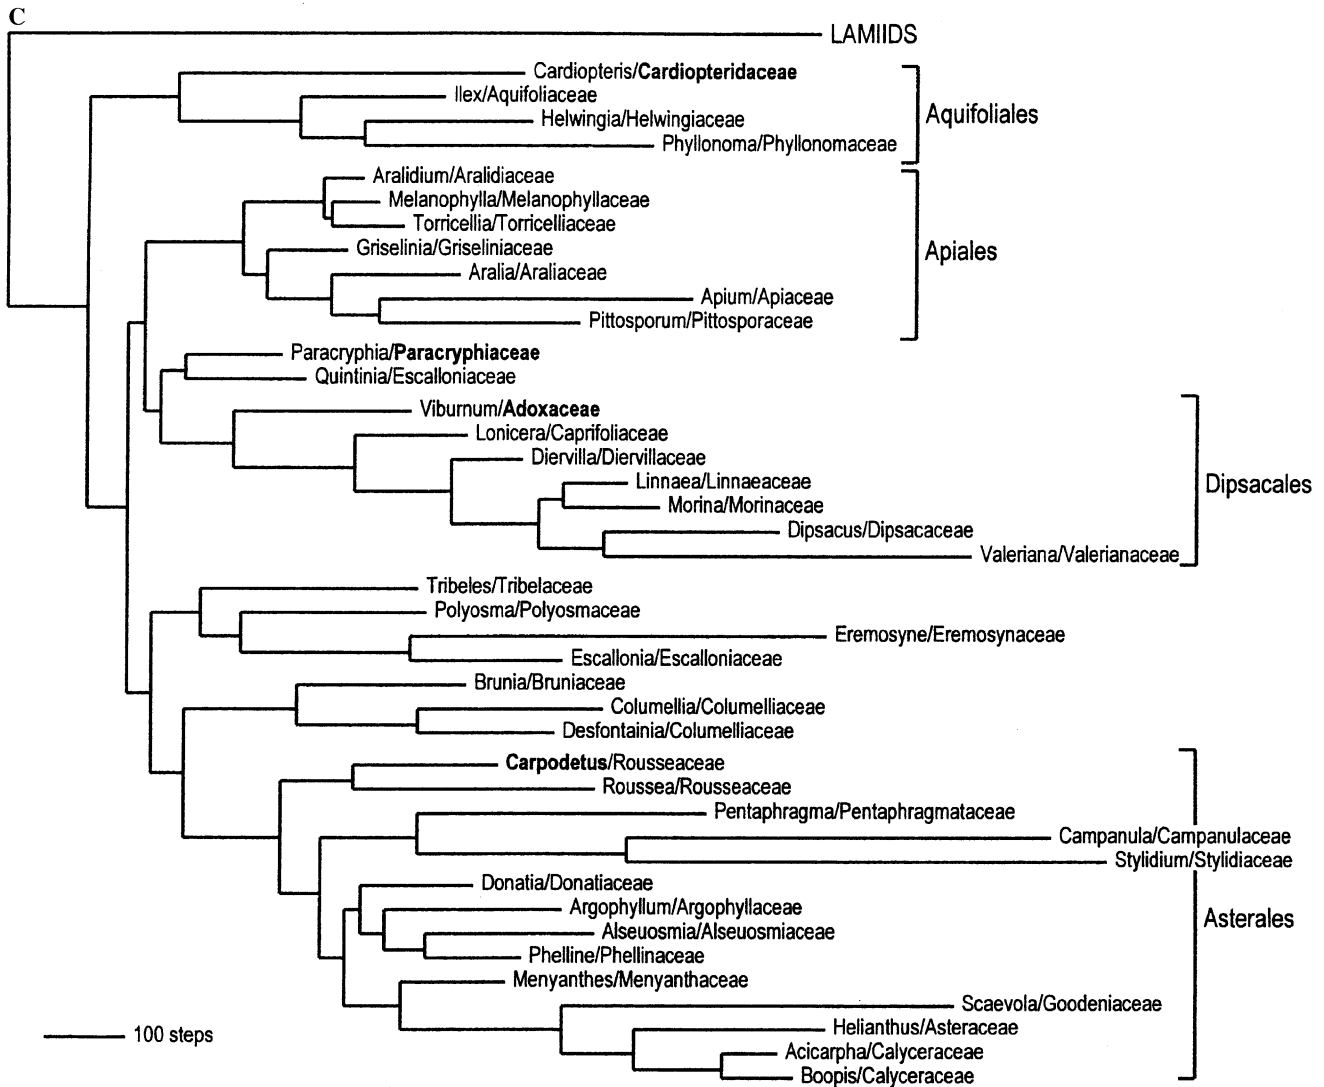 C
LAMIIDS
Cardiopteris/Cardiopteridaceae
Ilex/Aquifoliaceae
Helwingia/Helwingiaceae
Aquifoliales
Phyllonoma/Phyllonomaceae
Aralidium/Aralidiaceae
Melanophylla/Melanophyllaceae
Torricellia/Torricelliaceae
Griselinia/Griseliniaceae
Apiales
Aralia/Araliaceae
Apium/Apiaceae
Pittosporum/Pittosporaceae
Paracryphia/Paracryphiaceae
Quintinia/Escalloniaceae
Viburnum/Adoxaceae
Lonicera/Caprifoliaceae
Diervilla/Diervillaceae
Linnaea/Linnaeaceae
Dipsacales
Morina/Morinaceae
Dipsacus/Dipsacaceae
Valeriana/Valerianaceae
Tribeles/Tribelaceae
Polyosma/Polyosmaceae
Eremosyne/Eremosynaceae
Escallonia/Escalloniaceae
Brunia/Bruniaceae
Columellia/Columelliaceae
Desfontainia/Columelliaceae
Carpodetus/Rousseaceae
Roussea/Rousseaceae
Pentaphragma/Pentaphragmataceae
Campanula/Campanulaceae
Stylidium/Stylidiaceae
Donatia/Donatiaceae
Argophyllum/Argophyllaceae
Asterales
Alseuosmia/Alseuosmiaceae
Phelline/Phellinaceae
Menyanthes/Menyanthaceae
Scaevola/Goodeniaceae
Helianthus/Asteraceae
100 steps
Acicarpha/Calyceraceae
Boopis/Calyceraceae